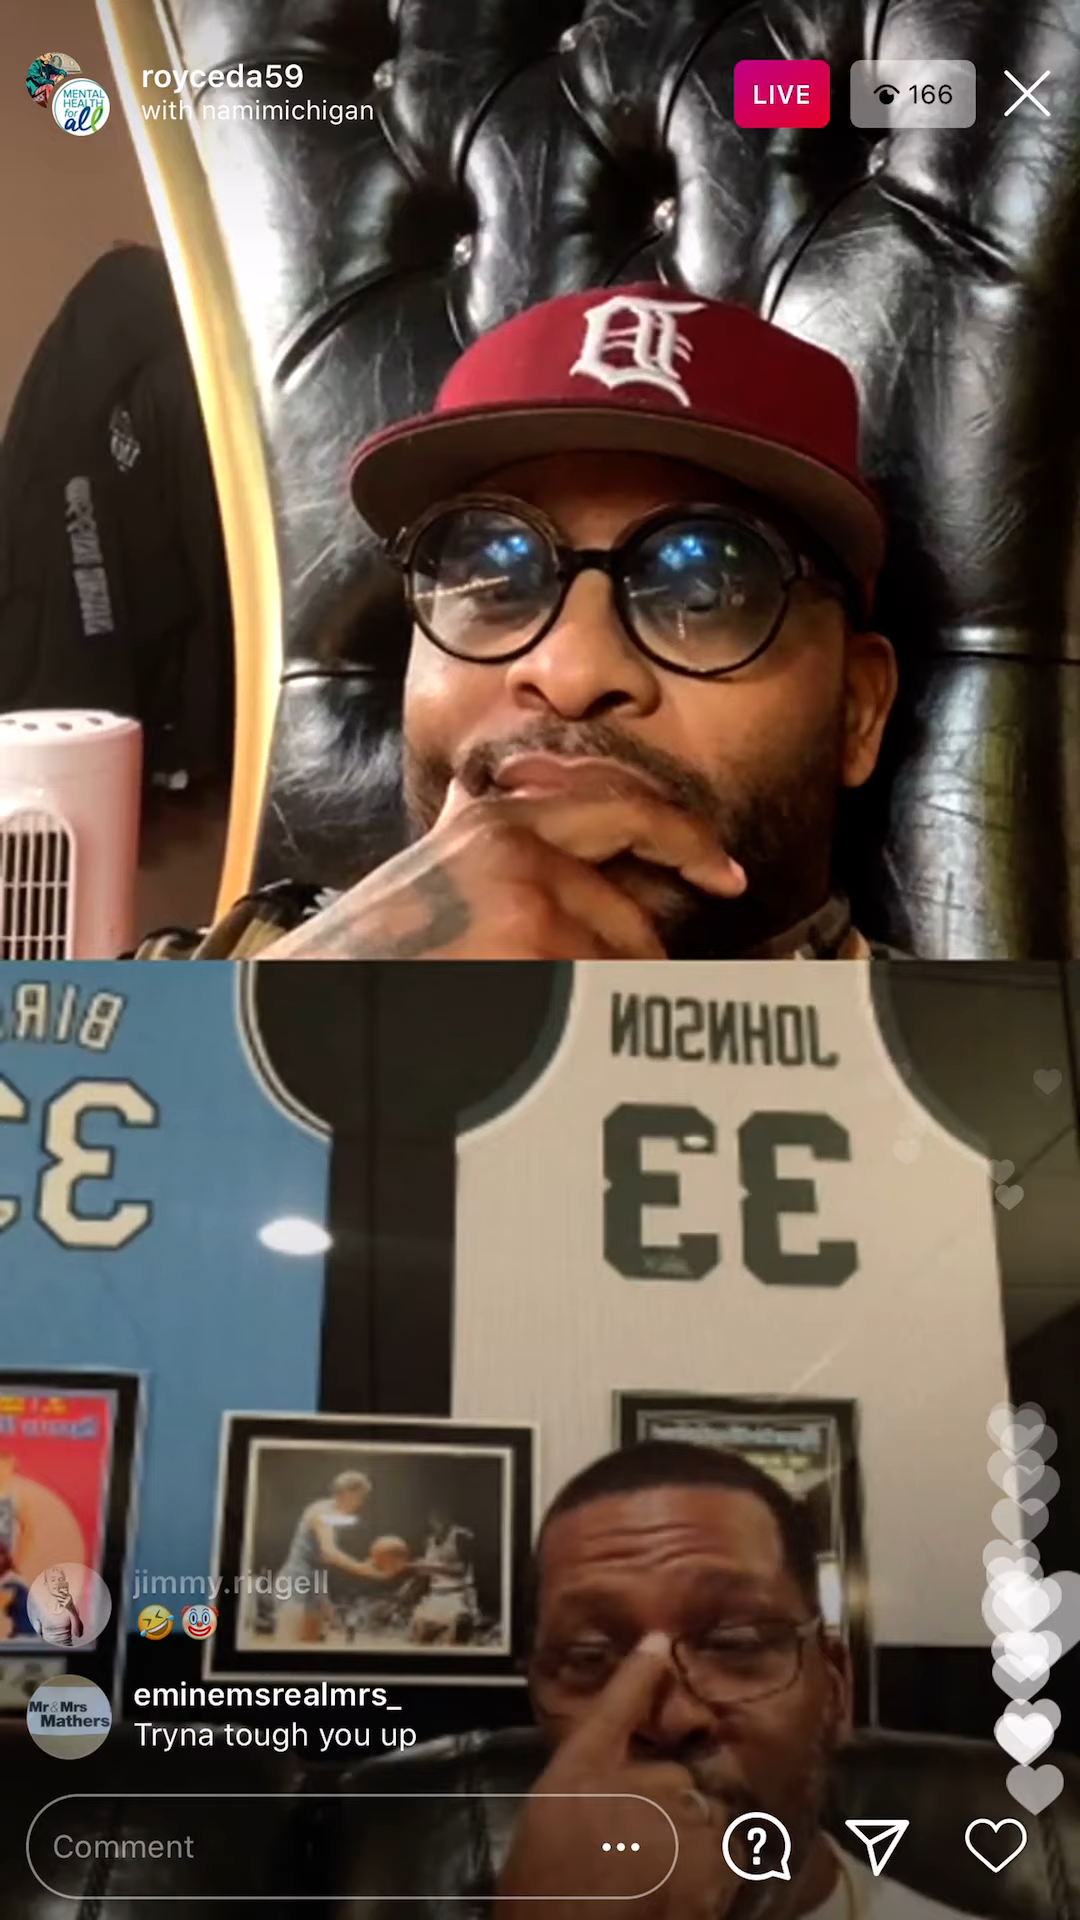 royceda59
with namimichigan
LIVE
166
MENTAL
HEALTH
for
all
BIR
JOHNSON
33
33
jimmy.ridgell
🤣🤡
eminemsrealmrs_
Tryna tough you up
Mr&Mrs
Mathers
Comment